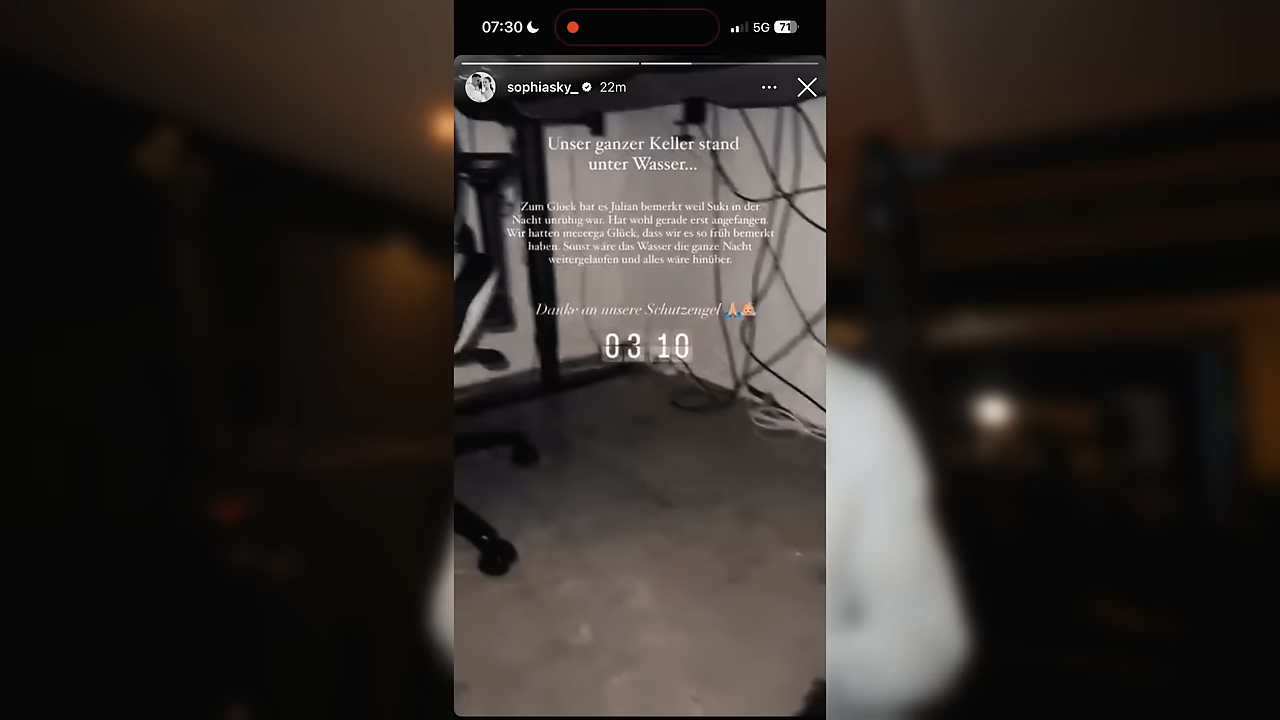 07:30
5G
71
sophiasky_ 22m
Unser ganzer Keller stand
unter Wasser...
Zum Glück hat es Julian bemerkt weil Suki in der
Nacht unruhig war. Hat wohl gerade erst angefangen.
Wir hatten meeeega Glück, dass wir es so früh bemerkt
haben. Sonst wäre das Wasser die ganze Nacht
weitergelaufen und alles wäre hinüber.
Danke an unsere Schutzengel 🙏🏼👼🏼
03 10